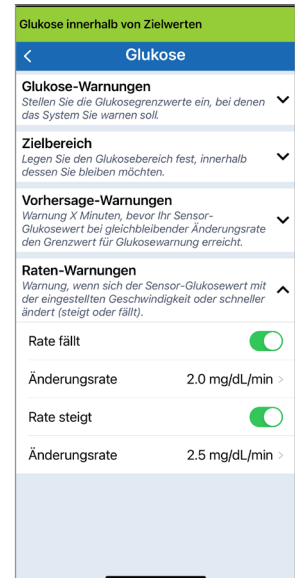 Glukose innerhalb von Zielwerten
Glukose
Glukose-Warnungen
Stellen Sie die Glukosegrenzwerte ein, bei denen
das System Sie warnen soll.
Zielbereich
Legen Sie den Glukosebereich fest, innerhalb
dessen Sie bleiben möchten.
Vorhersage-Warnungen
Warnung X Minuten, bevor Ihr Sensor-
Glukosewert bei gleichbleibender Änderungsrate
den Grenzwert für Glukosewarnung erreicht.
Raten-Warnungen
Warnung, wenn sich der Sensor-Glukosewert mit
der eingestellten Geschwindigkeit oder schneller
ändert (steigt oder fällt).
Rate fällt
Änderungsrate 2.0 mg/dL/min
Rate steigt
Änderungsrate 2.5 mg/dL/min